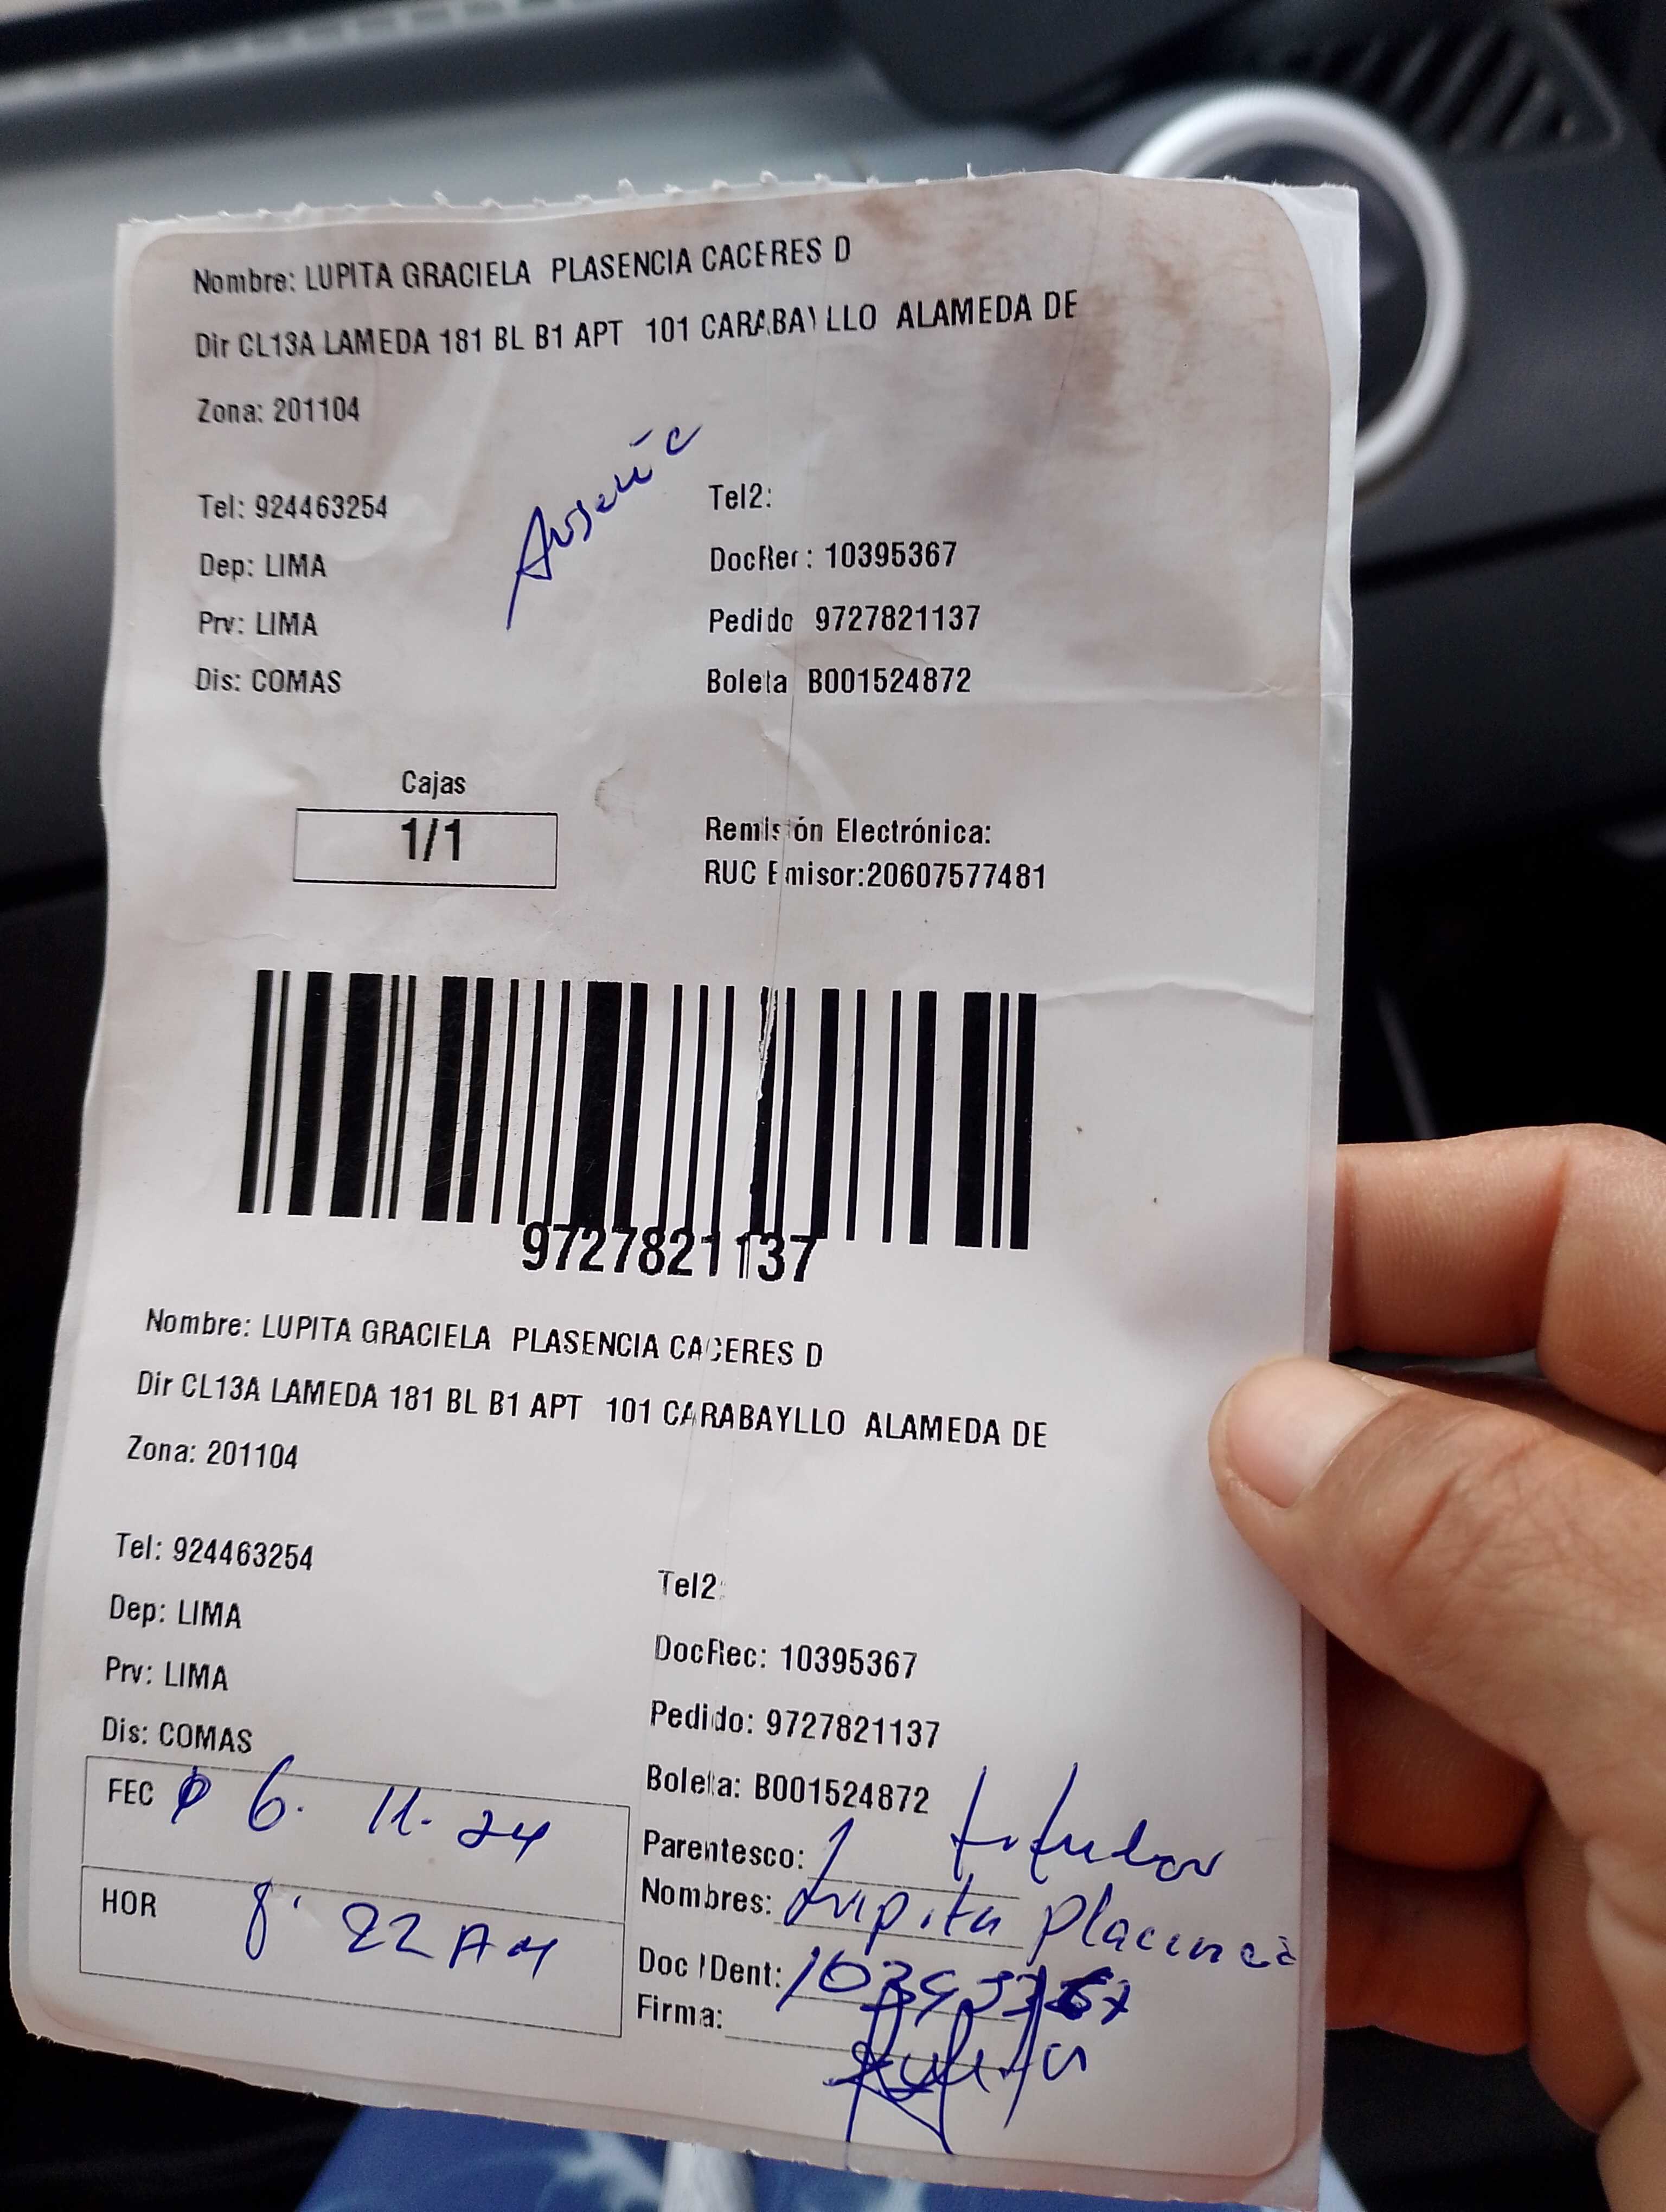 Nombre: LUPITA GRACIELA PLASENCIA CACERES D
Dir CL13A LAMEDA 181 BL B1 APT 101 CARABAYLLO ALAMEDA DE
Zona: 201104
Tel: 924463254
Tel2:
Dep: LIMA
DocRec: 10395367
Prv: LIMA
Pedido 9727821137
Dis: COMAS
Boleta B001524872
Cajas
1/1
Remisión Electrónica:
RUC Emisor:20607577481
9727821137
Nombre: LUPITA GRACIELA PLASENCIA CACERES D
Dir CL13A LAMEDA 181 BL B1 APT 101 CARABAYLLO ALAMEDA DE
Zona: 201104
Tel: 924463254
Tel2:
Dep: LIMA
DocRec: 10395367
Prv: LIMA
Pedido: 9727821137
Dis: COMAS
Boleta: B001524872
FEC 06. 11. 24
Parentesco: titular
HOR 8:22 AM
Nombres: Lupita Placencia
Doc IDent:
Firma: